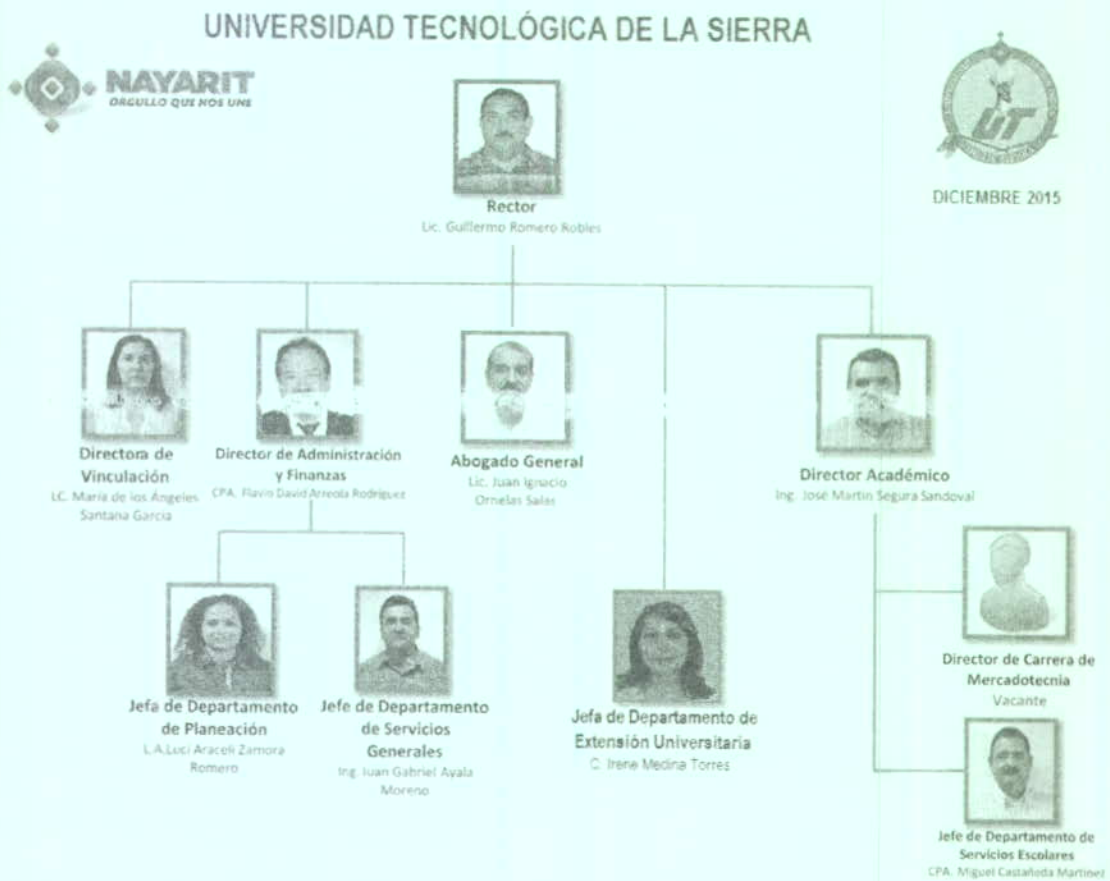 UNIVERSIDAD TECNOLÓGICA DE LA SIERRA
NAYARIT
ORGULLO QUE NOS UNE
UT
DICIEMBRE 2015
Rector
Lic. Guillermo Romero Robles
Directora de
Vinculación
LC. María de los Ángeles
Santana García
Director de Administración
y Finanzas
CPA. Flavio David Arreola Rodríguez
Abogado General
Lic. Juan Ignacio
Ornelas Salas
Director Académico
Ing. José Martín Segura Sandoval
Jefa de Departamento
de Planeación
L.A.Luci Araceli Zamora
Romero
Jefe de Departamento
de Servicios
Generales
Ing. Juan Gabriel Ayala
Moreno
Jefa de Departamento de
Extensión Universitaria
C. Irene Medina Torres
Director de Carrera de
Mercadotecnia
Vacante
Jefe de Departamento de
Servicios Escolares
CPA. Miguel Castañeda Martínez